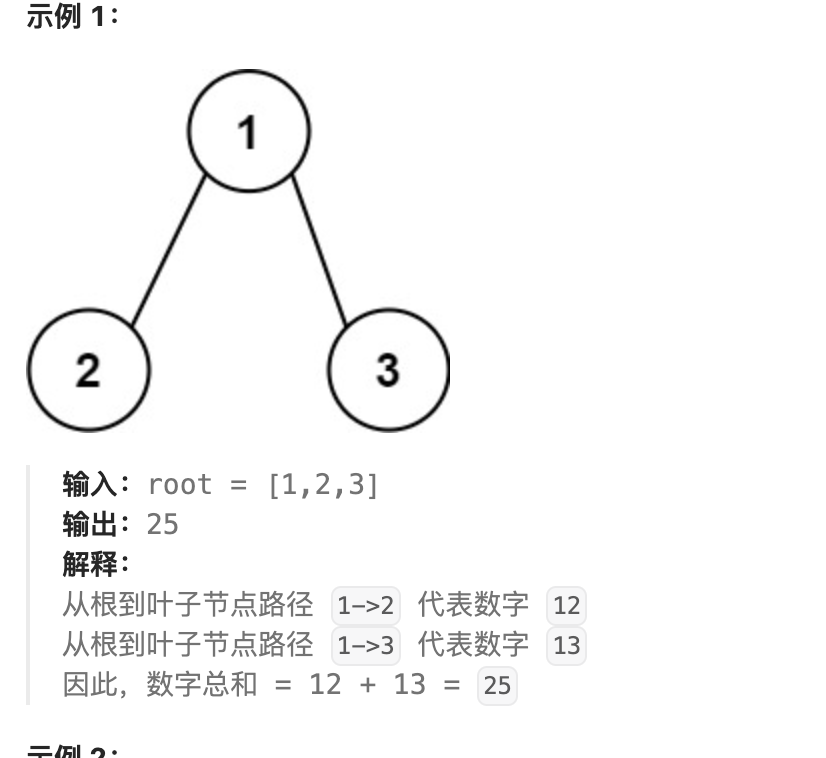 示例 1：
1
2
3
输入：root = [1,2,3]
输出：25
解释：
从根到叶子节点路径 1->2 代表数字 12
从根到叶子节点路径 1->3 代表数字 13
因此，数字总和 = 12 + 13 = 25
示例 2：